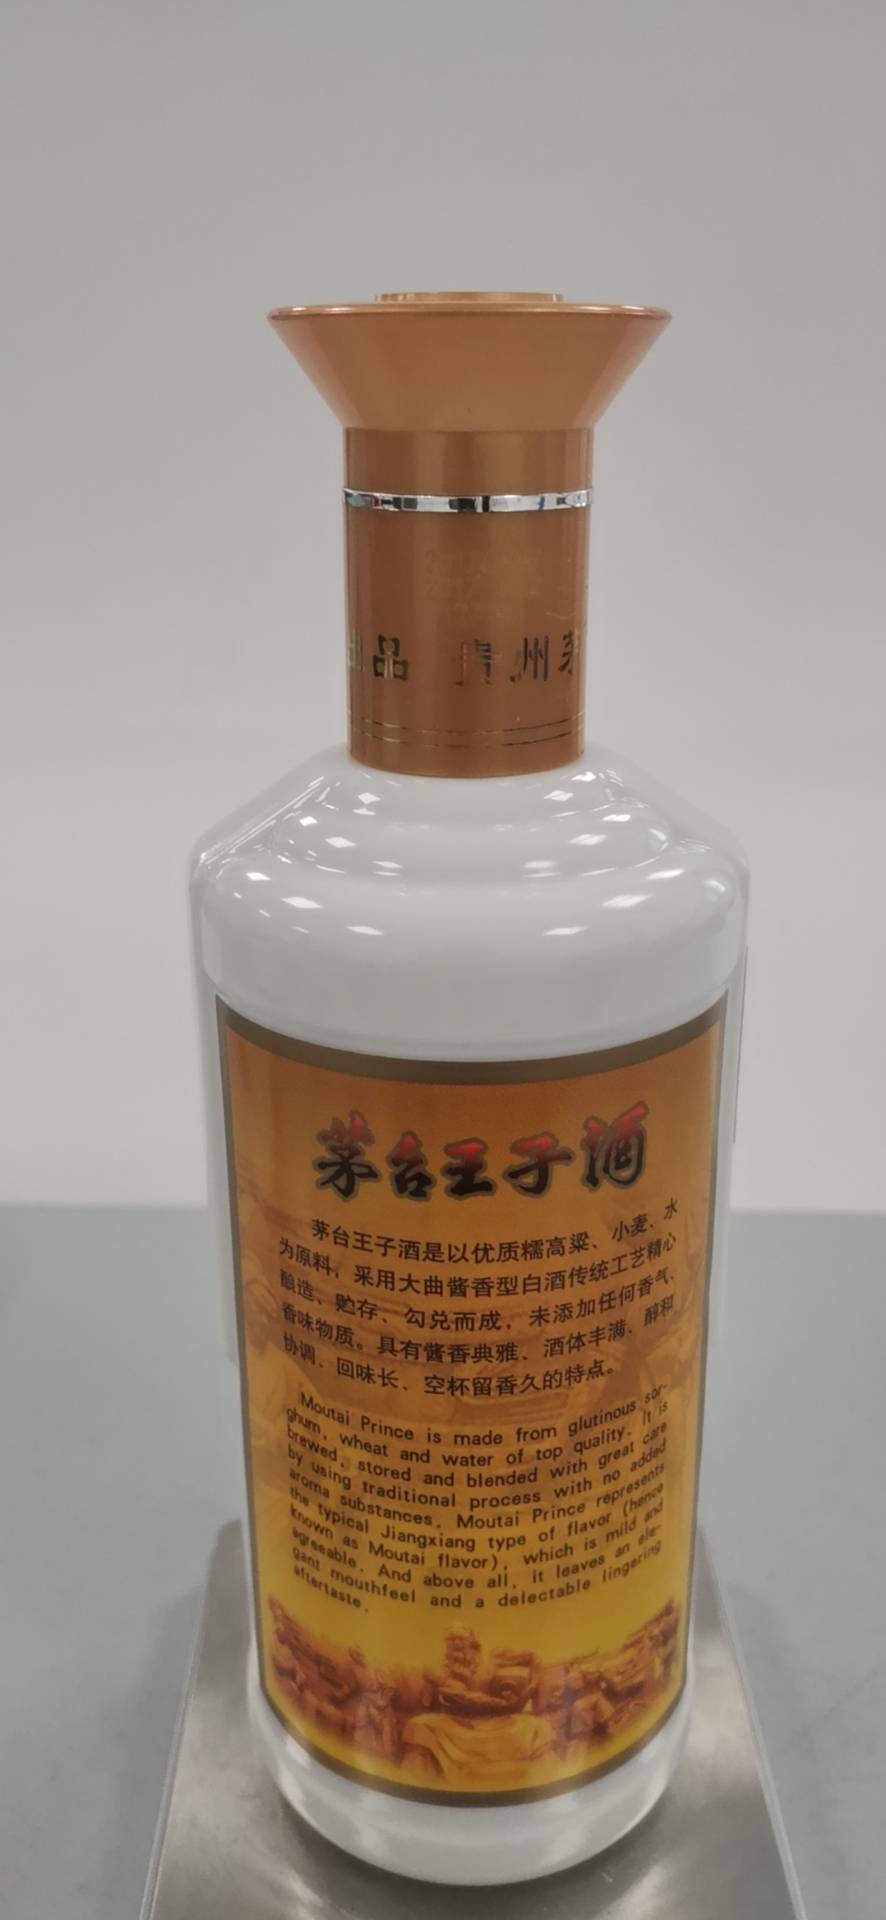 出品 贵州茅
茅台王子酒
茅台王子酒是以优质糯高粱、小麦、水
为原料，采用大曲酱香型白酒传统工艺精心
酿造、贮存、勾兑而成，未添加任何香气、
香味物质。具有酱香典雅、酒体丰满、醇和
协调、回味长、空杯留香久的特点。
Moutai Prince is made from glutinous sor-
ghum, wheat and water of top quality. It is
brewed, stored and blended with great care
by using traditional process with no added
aroma substances. Moutai Prince represents
the typical Jiangxiang type of flavor (hence
known as Moutai flavor), which is mild and
agreeable. And above all, it leaves an ele-
gant mouthfeel and a delectable lingering
aftertaste.